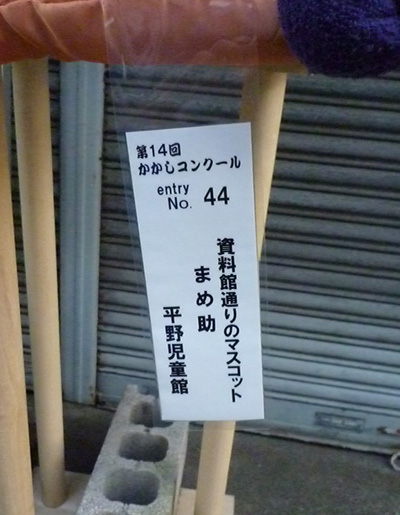 第14回
かかしコンクール
entry
No. 44
資料館通りのマスコット
まめ助
平野児童館